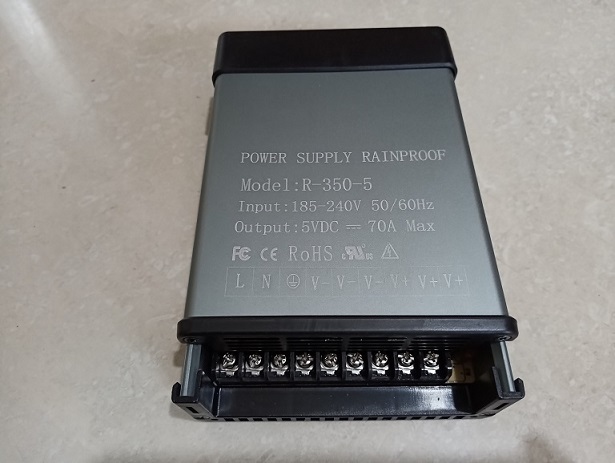 POWER SUPPLY RAINPROOF
Model:R-350-5
Input:185-240V 50/60Hz
Output:5VDC ⎓ 70A Max
FC CE RoHS
L N ⏚ V- V- V- V+ V+ V+